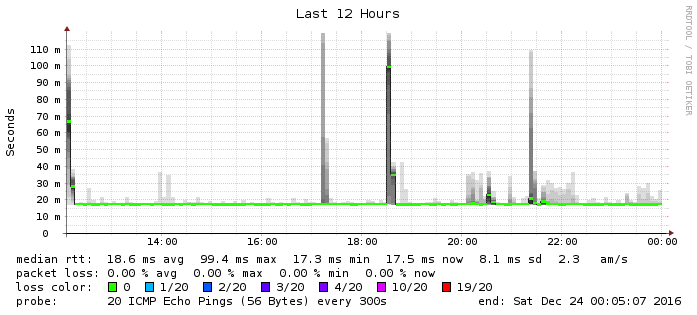 Last 12 Hours
RRDTOOL / TOBI OETIKER
Seconds
110 m
100 m
90 m
80 m
70 m
60 m
50 m
40 m
30 m
20 m
10 m
0
14:00 16:00 18:00 20:00 22:00 00:00
median rtt: 18.6 ms avg 99.4 ms max 17.3 ms min 17.5 ms now 8.1 ms sd 2.3 am/s
packet loss: 0.00 % avg 0.00 % max 0.00 % min 0.00 % now
loss color: 0 1/20 2/20 3/20 4/20 10/20 19/20
probe: 20 ICMP Echo Pings (56 Bytes) every 300s end: Sat Dec 24 00:05:07 2016